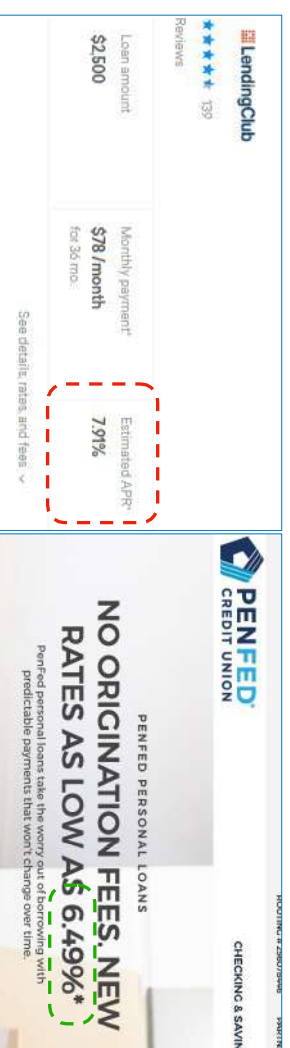 LendingClub
★★★★★ 139
Reviews
Loan amount
$2,500
Monthly payment*
$78 /month
for 36 mo.
Estimated APR*
7.91%
See details, rates, and fees
PENFED
CREDIT UNION
CHECKING & SAVIN
PENFED PERSONAL LOANS
NO ORIGINATION FEES. NEW
RATES AS LOW AS 6.49%*
PenFed personal loans take the worry out of borrowing with
predictable payments that won't change over time.